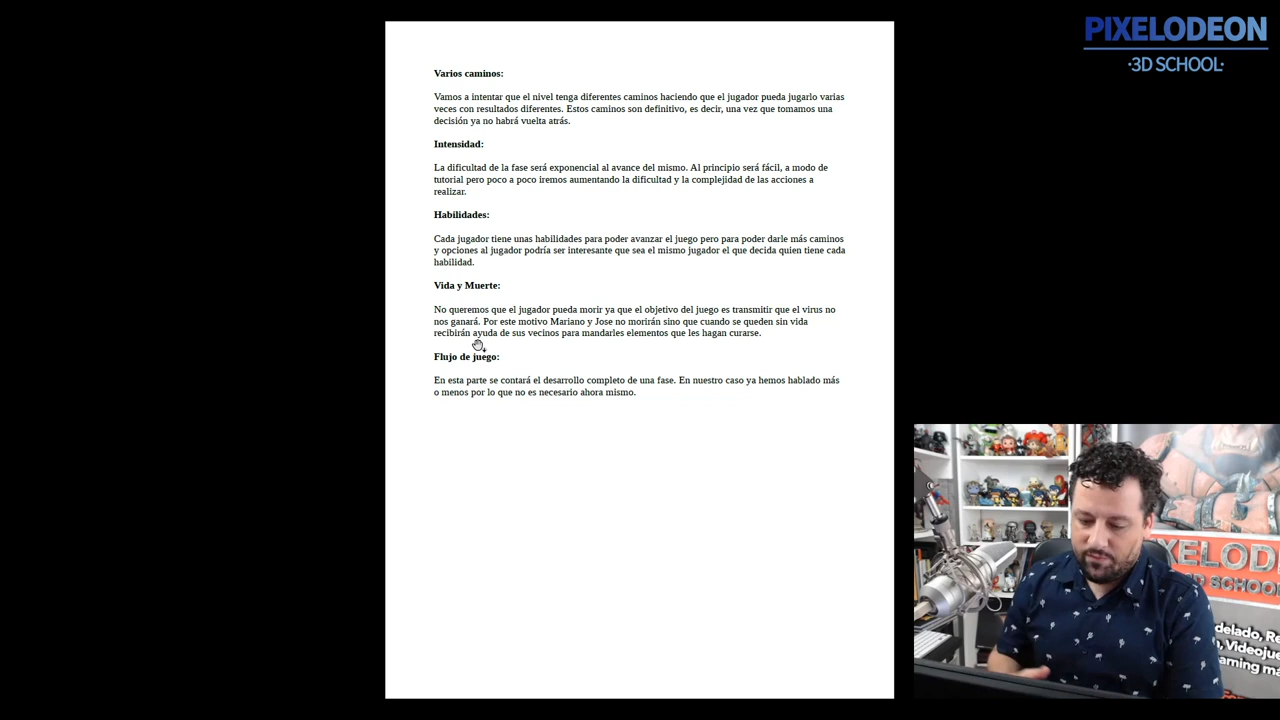 PIXELODEON
·3D SCHOOL·
Varios caminos:
Vamos a intentar que el nivel tenga diferentes caminos haciendo que el jugador pueda jugarlo varias
veces con resultados diferentes. Estos caminos son definitivo, es decir, una vez que tomamos una
decisión ya no habrá vuelta atrás.
Intensidad:
La dificultad de la fase será exponencial al avance del mismo. Al principio será fácil, a modo de
tutorial pero poco a poco iremos aumentando la dificultad y la complejidad de las acciones a
realizar.
Habilidades:
Cada jugador tiene unas habilidades para poder avanzar el juego pero para poder darle más caminos
y opciones al jugador podría ser interesante que sea el mismo jugador el que decida quien tiene cada
habilidad.
Vida y Muerte:
No queremos que el jugador pueda morir ya que el objetivo del juego es transmitir que el virus no
nos ganará. Por este motivo Mariano y Jose no morirán sino que cuando se queden sin vida
recibirán ayuda de sus vecinos para mandarles elementos que les hagan curarse.
Flujo de juego:
En esta parte se contará el desarrollo completo de una fase. En nuestro caso ya hemos hablado más
o menos por lo que no es necesario ahora mismo.
XELOD
D SCHOO
delado, Re
, Videojue
aming má